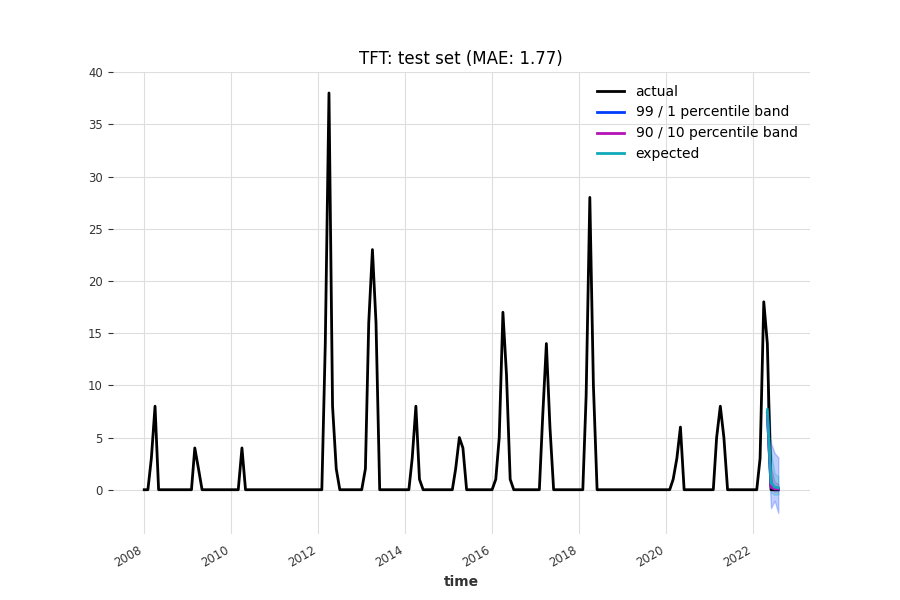 TFT: test set (MAE: 1.77)
actual
99 / 1 percentile band
90 / 10 percentile band
expected
40
35
30
25
20
15
10
5
0
2008 2010 2012 2014 2016 2018 2020 2022
time